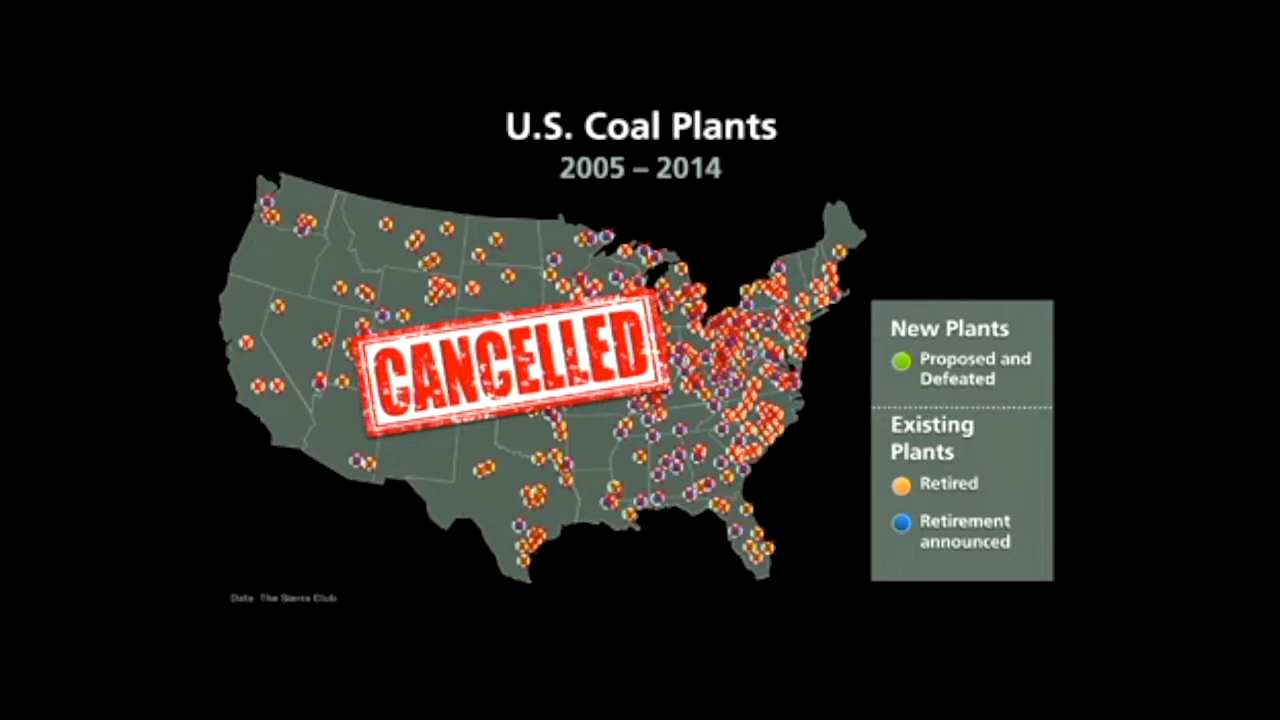 U.S. Coal Plants
2005 – 2014
CANCELLED
New Plants
Proposed and
Defeated
Existing
Plants
Retired
Retirement
announced
Data: The Sierra Club